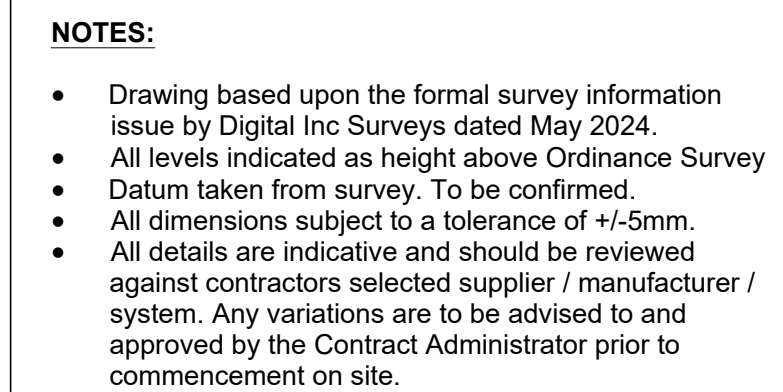 NOTES:
• Drawing based upon the formal survey information
issue by Digital Inc Surveys dated May 2024.
• All levels indicated as height above Ordinance Survey
• Datum taken from survey. To be confirmed.
• All dimensions subject to a tolerance of +/-5mm.
• All details are indicative and should be reviewed
against contractors selected supplier / manufacturer /
system. Any variations are to be advised to and
approved by the Contract Administrator prior to
commencement on site.